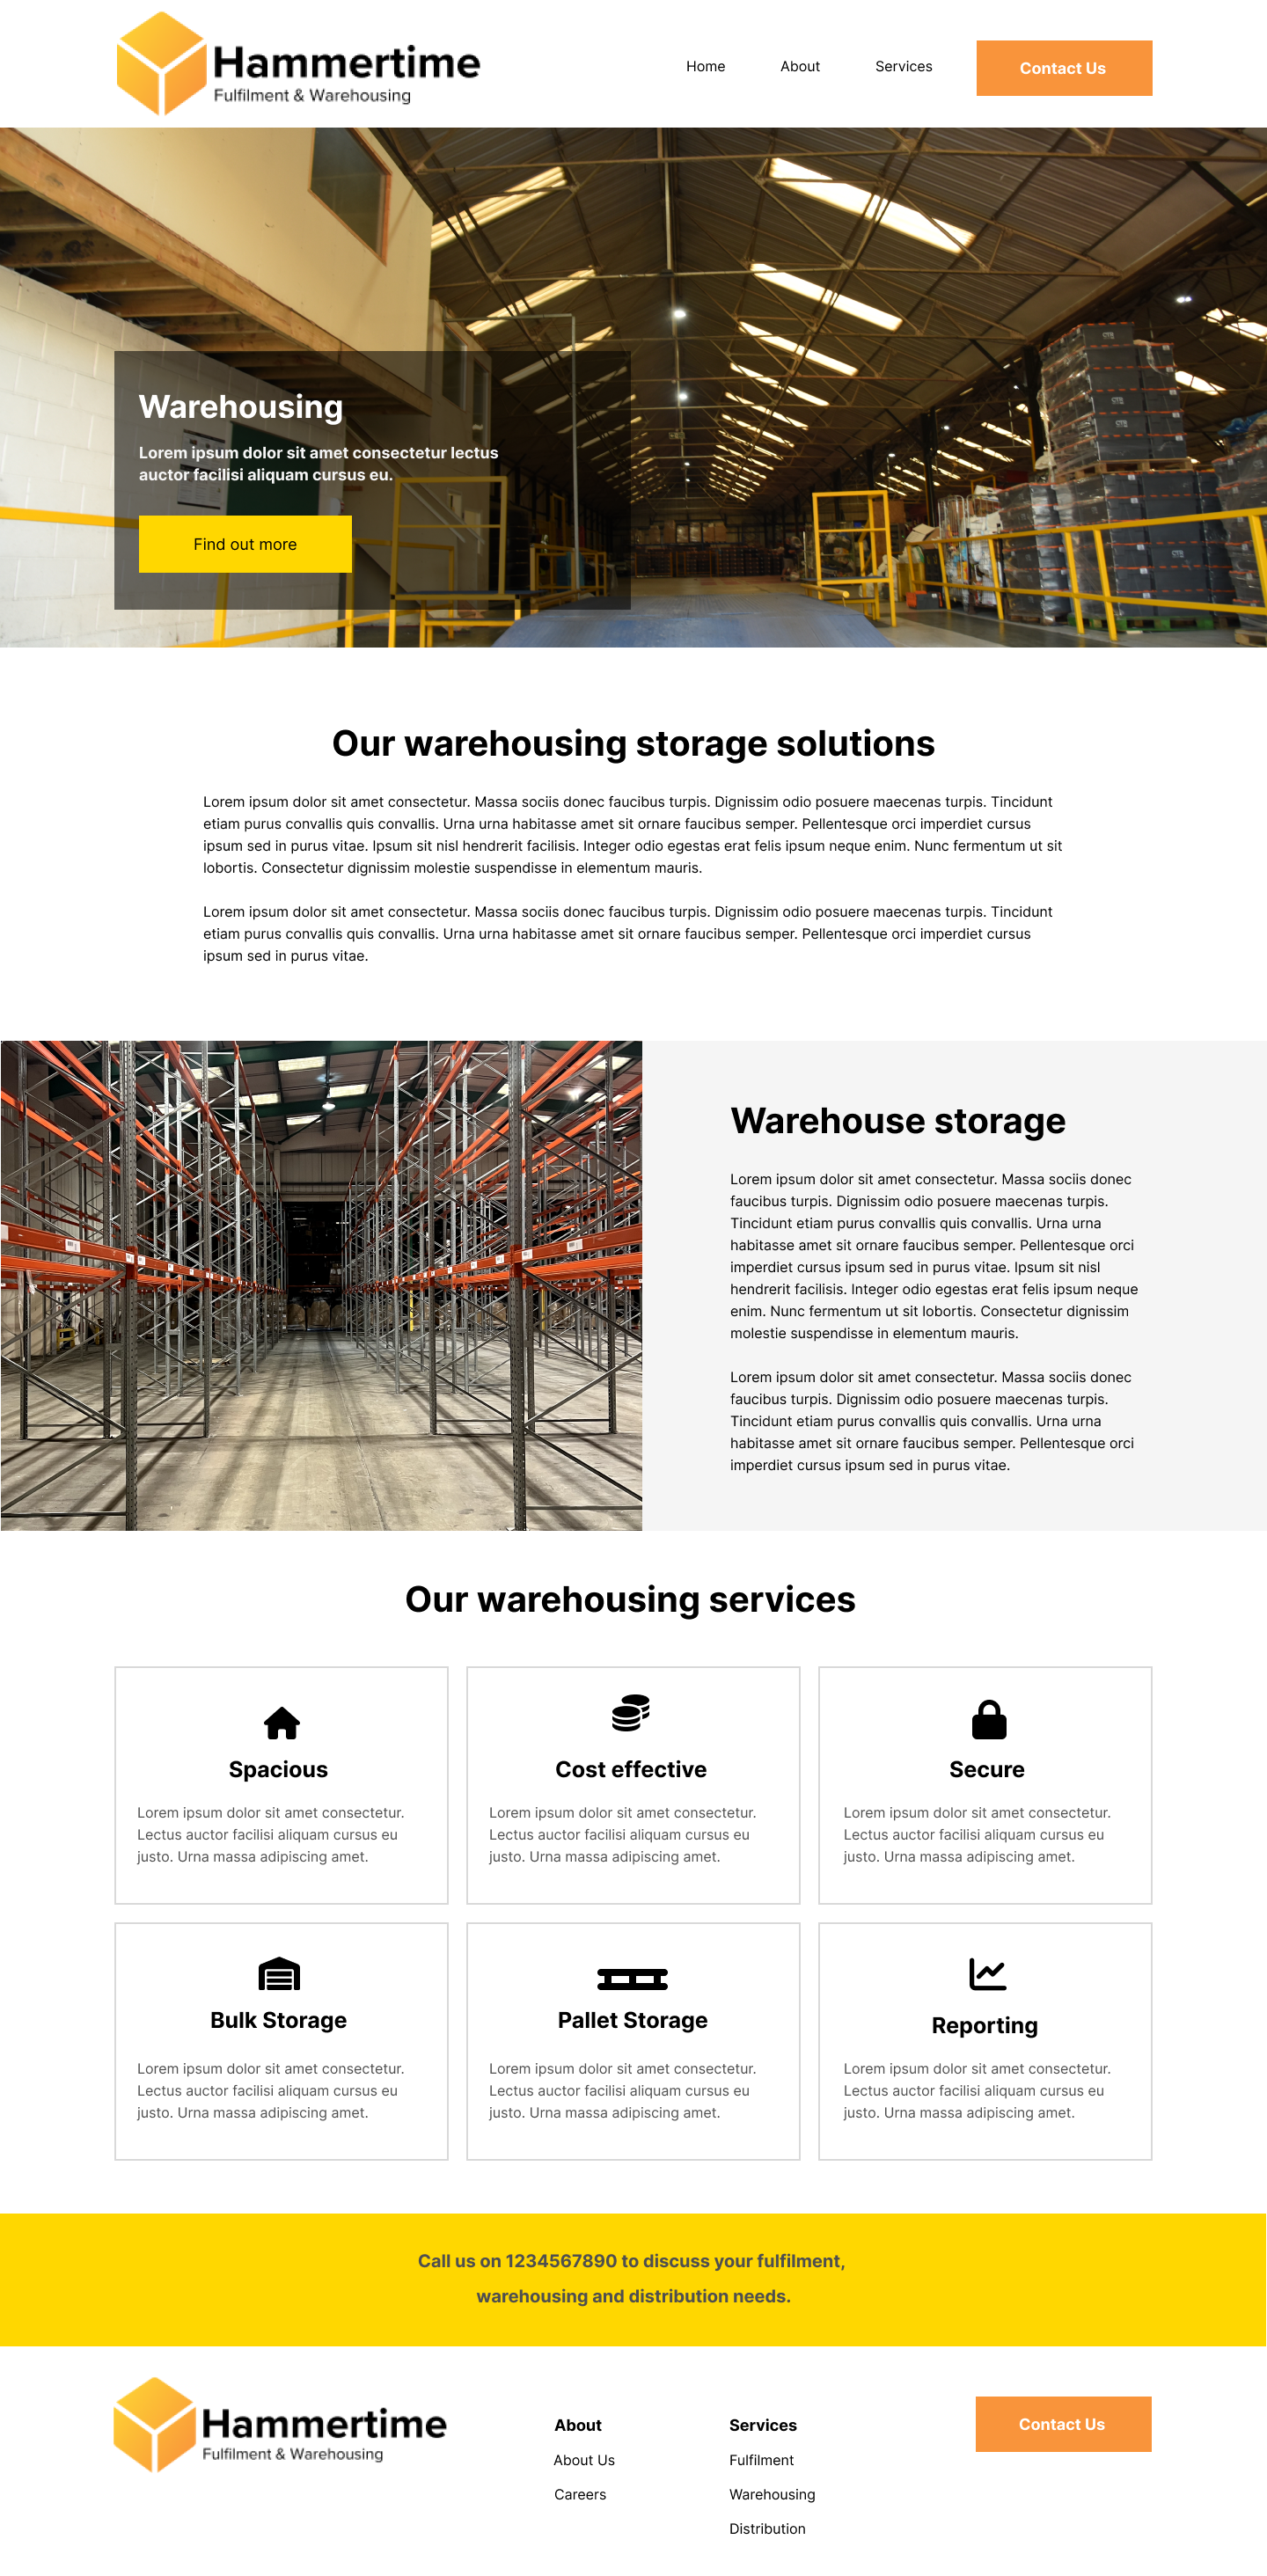 Hammertime
Fulfilment & Warehousing
Home
About
Services
Contact Us
Warehousing
Lorem ipsum dolor sit amet consectetur lectus
auctor facilisi aliquam cursus eu.
Find out more
Our warehousing storage solutions
Lorem ipsum dolor sit amet consectetur. Massa sociis donec faucibus turpis. Dignissim odio posuere maecenas turpis. Tincidunt
etiam purus convallis quis convallis. Urna urna habitasse amet sit ornare faucibus semper. Pellentesque orci imperdiet cursus
ipsum sed in purus vitae. Ipsum sit nisl hendrerit facilisis. Integer odio egestas erat felis ipsum neque enim. Nunc fermentum ut sit
lobortis. Consectetur dignissim molestie suspendisse in elementum mauris.
Lorem ipsum dolor sit amet consectetur. Massa sociis donec faucibus turpis. Dignissim odio posuere maecenas turpis. Tincidunt
etiam purus convallis quis convallis. Urna urna habitasse amet sit ornare faucibus semper. Pellentesque orci imperdiet cursus
ipsum sed in purus vitae.
Warehouse storage
Lorem ipsum dolor sit amet consectetur. Massa sociis donec
faucibus turpis. Dignissim odio posuere maecenas turpis.
Tincidunt etiam purus convallis quis convallis. Urna urna
habitasse amet sit ornare faucibus semper. Pellentesque orci
imperdiet cursus ipsum sed in purus vitae. Ipsum sit nisl
hendrerit facilisis. Integer odio egestas erat felis ipsum neque
enim. Nunc fermentum ut sit lobortis. Consectetur dignissim
molestie suspendisse in elementum mauris.
Lorem ipsum dolor sit amet consectetur. Massa sociis donec
faucibus turpis. Dignissim odio posuere maecenas turpis.
Tincidunt etiam purus convallis quis convallis. Urna urna
habitasse amet sit ornare faucibus semper. Pellentesque orci
imperdiet cursus ipsum sed in purus vitae.
Our warehousing services
Spacious
Lorem ipsum dolor sit amet consectetur.
Lectus auctor facilisi aliquam cursus eu
justo. Urna massa adipiscing amet.
Cost effective
Lorem ipsum dolor sit amet consectetur.
Lectus auctor facilisi aliquam cursus eu
justo. Urna massa adipiscing amet.
Secure
Lorem ipsum dolor sit amet consectetur.
Lectus auctor facilisi aliquam cursus eu
justo. Urna massa adipiscing amet.
Bulk Storage
Lorem ipsum dolor sit amet consectetur.
Lectus auctor facilisi aliquam cursus eu
justo. Urna massa adipiscing amet.
Pallet Storage
Lorem ipsum dolor sit amet consectetur.
Lectus auctor facilisi aliquam cursus eu
justo. Urna massa adipiscing amet.
Reporting
Lorem ipsum dolor sit amet consectetur.
Lectus auctor facilisi aliquam cursus eu
justo. Urna massa adipiscing amet.
Call us on 1234567890 to discuss your fulfilment,
warehousing and distribution needs.
Hammertime
Fulfilment & Warehousing
About
About Us
Careers
Services
Fulfilment
Warehousing
Distribution
Contact Us